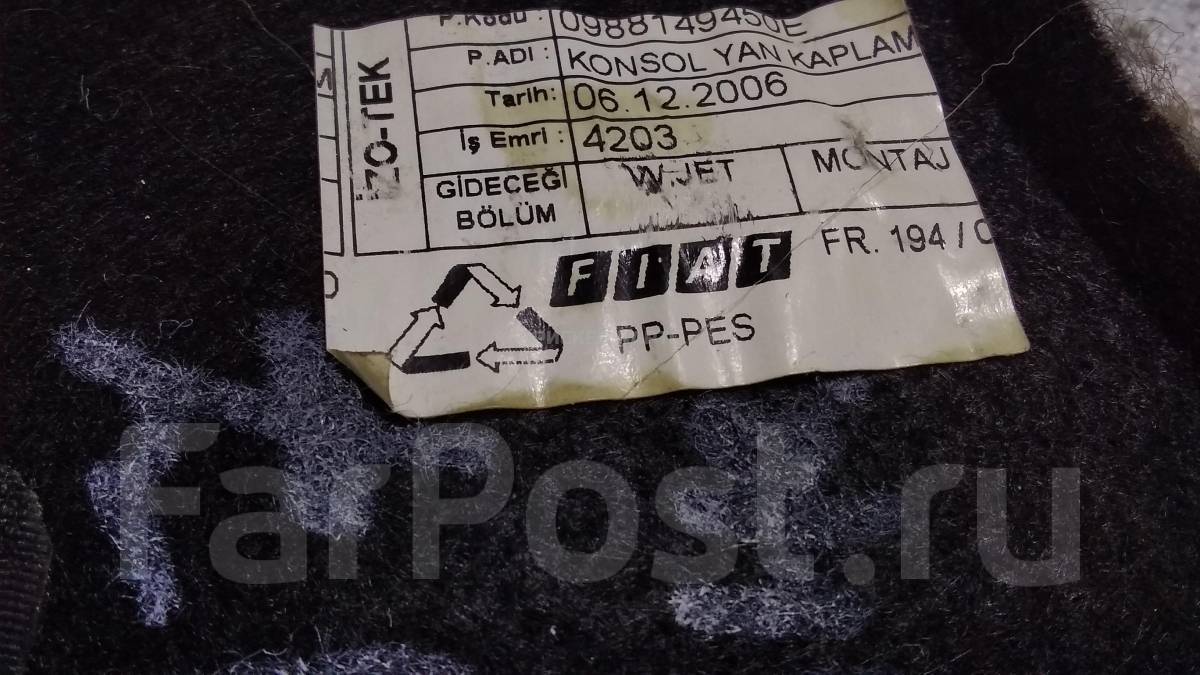 P.Kodu : 0988149450E
P.ADI : KONSOL YAN KAPLAM
Tarih: 06.12.2006
İş Emri : 4203
GİDECEĞİ BÖLÜM W-JET MONTAJ
İZO-TEK
FIAT FR. 194 /
PP-PES
FarPost.ru